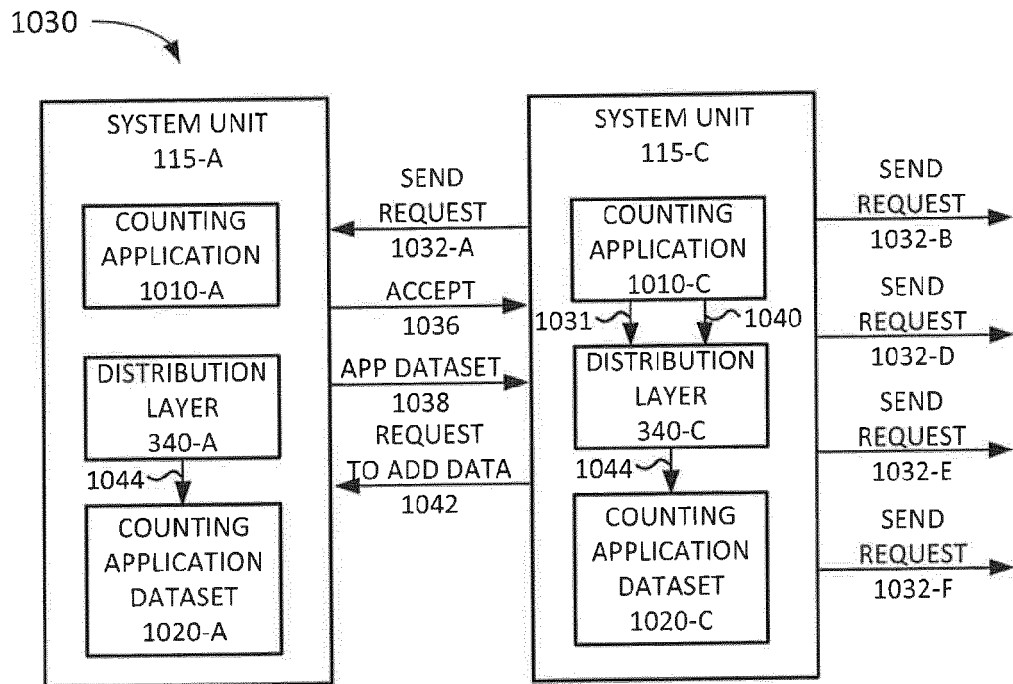 1030
SYSTEM UNIT
115-A
COUNTING
APPLICATION
1010-A
DISTRIBUTION
LAYER
340-A
1044
COUNTING
APPLICATION
DATASET
1020-A
SEND
REQUEST
1032-A
ACCEPT
1036
APP DATASET
1038
REQUEST
TO ADD DATA
1042
SYSTEM UNIT
115-C
COUNTING
APPLICATION
1010-C
1031
1040
DISTRIBUTION
LAYER
340-C
1044
COUNTING
APPLICATION
DATASET
1020-C
SEND
REQUEST
1032-B
SEND
REQUEST
1032-D
SEND
REQUEST
1032-E
SEND
REQUEST
1032-F